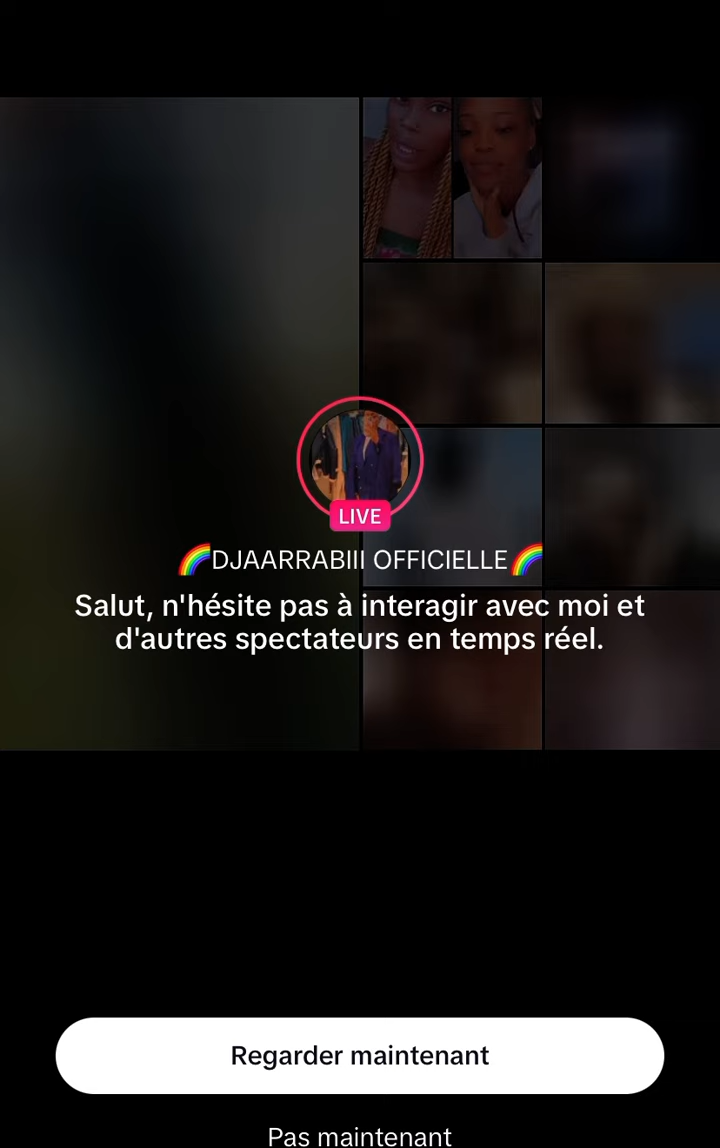 LIVE
🌈DJAARRABIII OFFICIELLE🌈
Salut, n'hésite pas à interagir avec moi et
d'autres spectateurs en temps réel.
Regarder maintenant
Pas maintenant